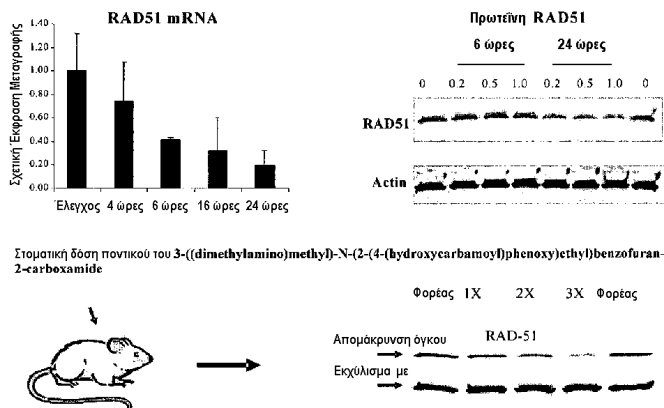 RAD51 mRNA
Σχετική Έκφραση Μεταγραφής
1.40
1.20
1.00
0.80
0.60
0.40
0.20
0.00
Έλεγχος 4 ώρες 6 ώρες 16 ώρες 24 ώρες
Πρωτεΐνη RAD51
6 ώρες 24 ώρες
0 0.2 0.5 1.0 0.2 0.5 1.0 0
RAD51
Actin
Στοματική δόση ποντικού του 3-((dimethylamino)methyl)-N-(2-(4-(hydroxycarbamoyl)phenoxy)ethyl)benzofuran-
2-carboxamide
Φορέας 1X 2X 3X Φορέας
Απομάκρυνση όγκου
RAD-51
Εκχύλισμα με